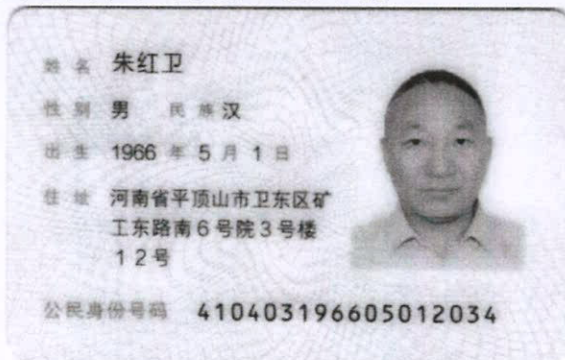 姓名 朱红卫
性别 男 民族 汉
出生 1966 年 5 月 1 日
住址 河南省平顶山市卫东区矿
工东路南6号院3号楼
12号
公民身份号码 410403196605012034